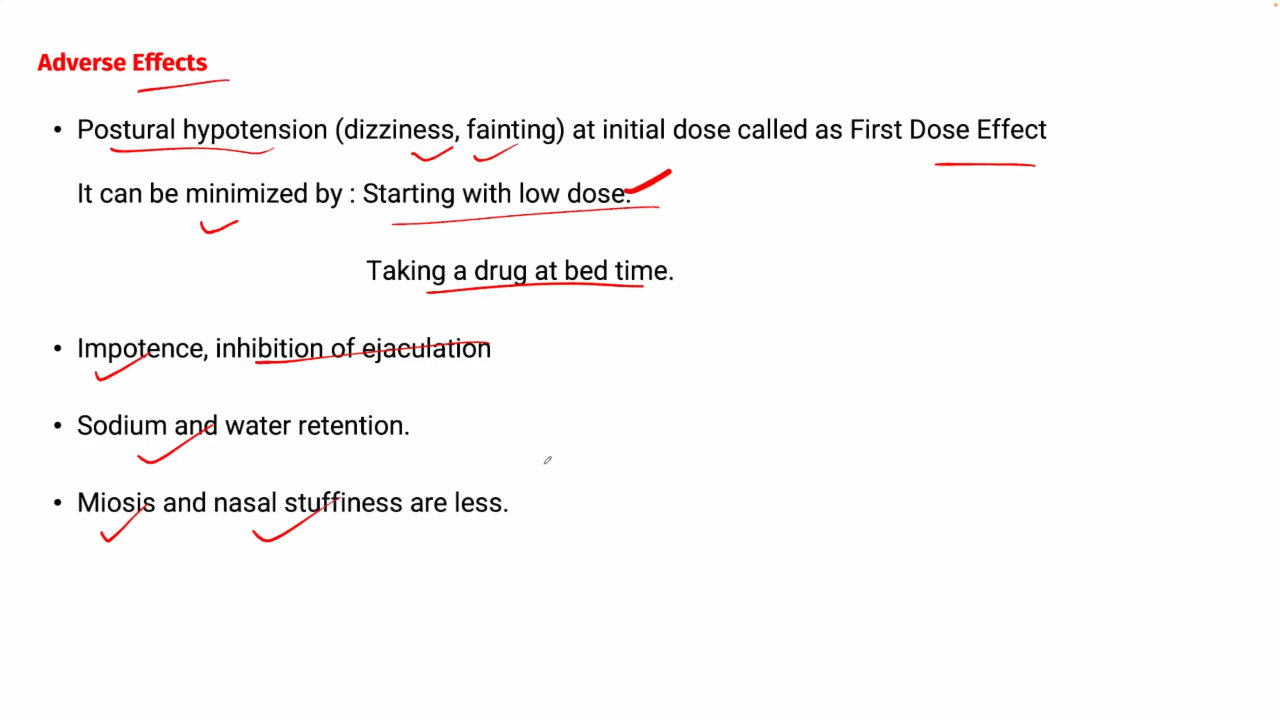 Adverse Effects
• Postural hypotension (dizziness, fainting) at initial dose called as First Dose Effect
It can be minimized by : Starting with low dose.
Taking a drug at bed time.
• Impotence, inhibition of ejaculation
• Sodium and water retention.
• Miosis and nasal stuffiness are less.